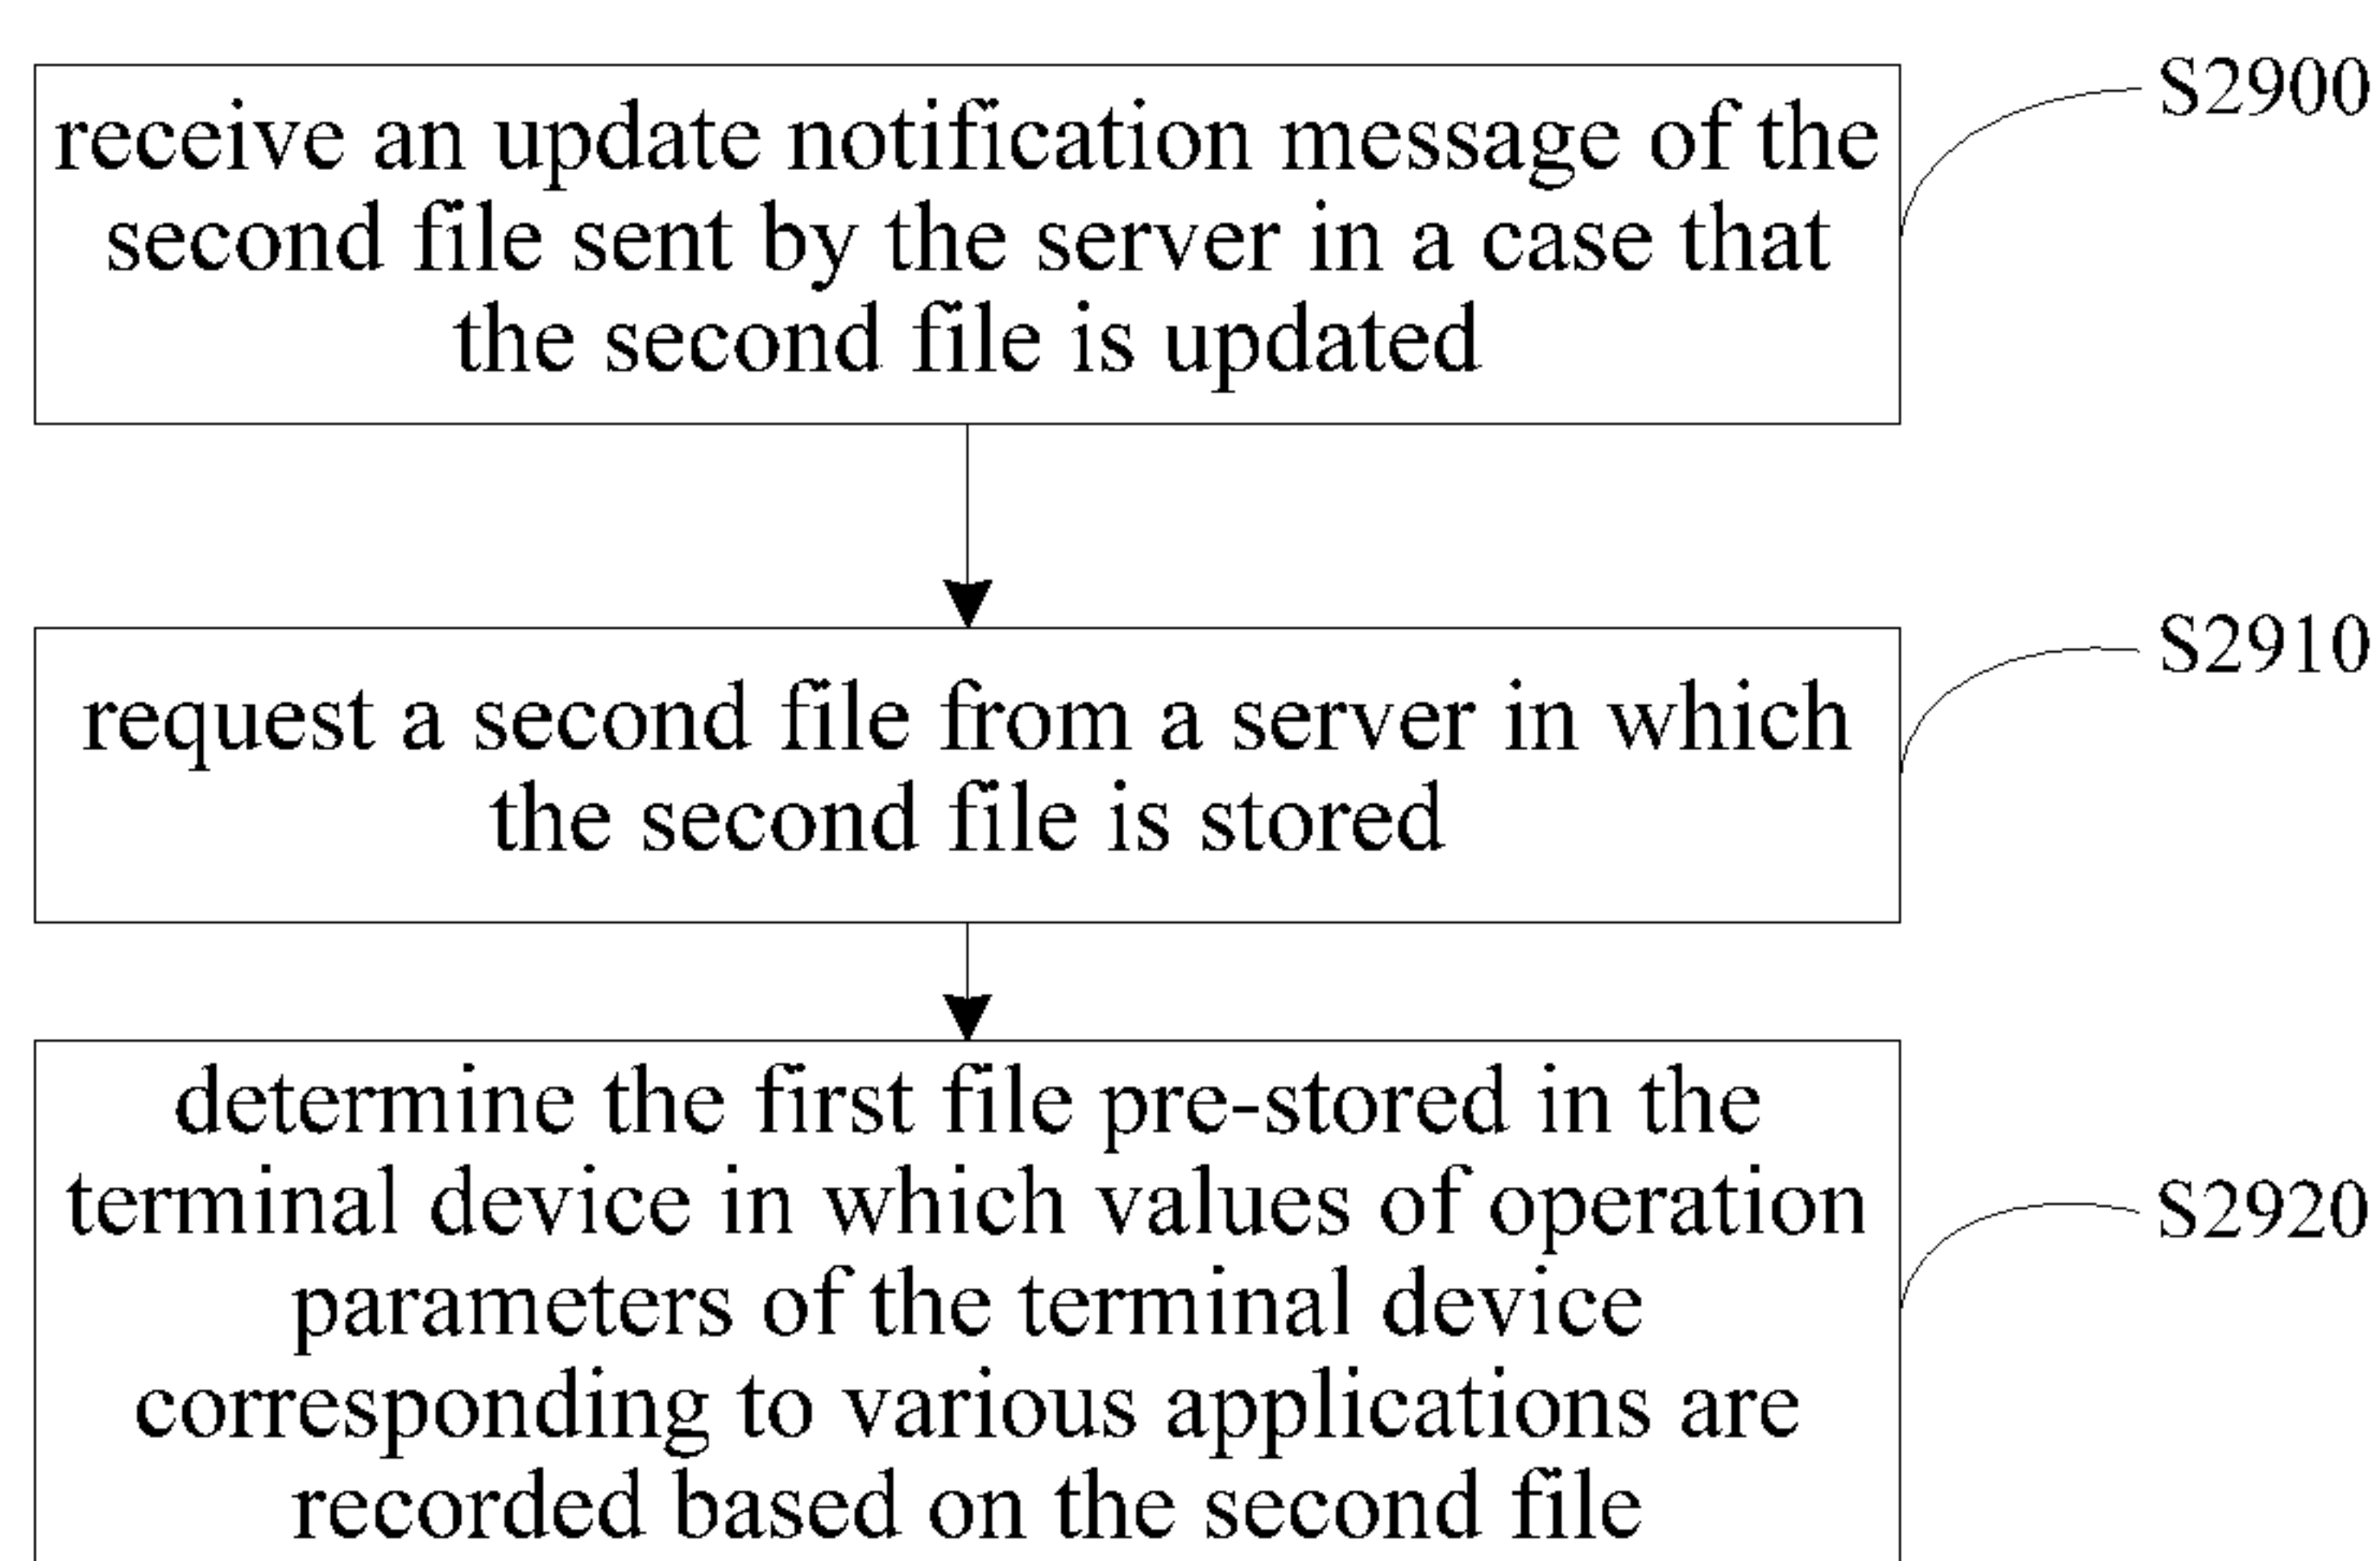 S2900
receive an update notification message of the
second file sent by the server in a case that
the second file is updated
S2910
request a second file from a server in which
the second file is stored
determine the first file pre-stored in the
terminal device in which values of operation
S2920
parameters of the terminal device
corresponding to various applications are
recorded based on the second file